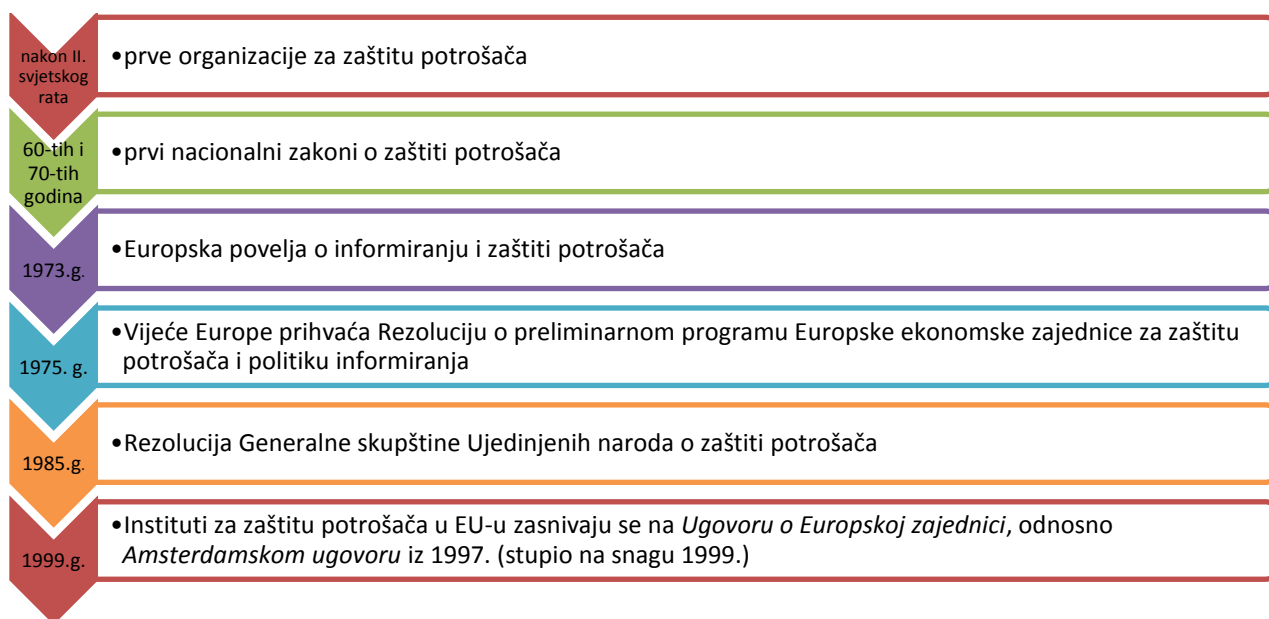 nakon II.
svjetskog
rata
•prve organizacije za zaštitu potrošača
60-tih i
70-tih
godina
•prvi nacionalni zakoni o zaštiti potrošača
1973.g.
•Europska povelja o informiranju i zaštiti potrošača
1975. g.
•Vijeće Europe prihvaća Rezoluciju o preliminarnom programu Europske ekonomske zajednice za zaštitu
potrošača i politiku informiranja
1985.g.
•Rezolucija Generalne skupštine Ujedinjenih naroda o zaštiti potrošača
1999.g.
•Instituti za zaštitu potrošača u EU-u zasnivaju se na Ugovoru o Europskoj zajednici, odnosno
Amsterdamskom ugovoru iz 1997. (stupio na snagu 1999.)